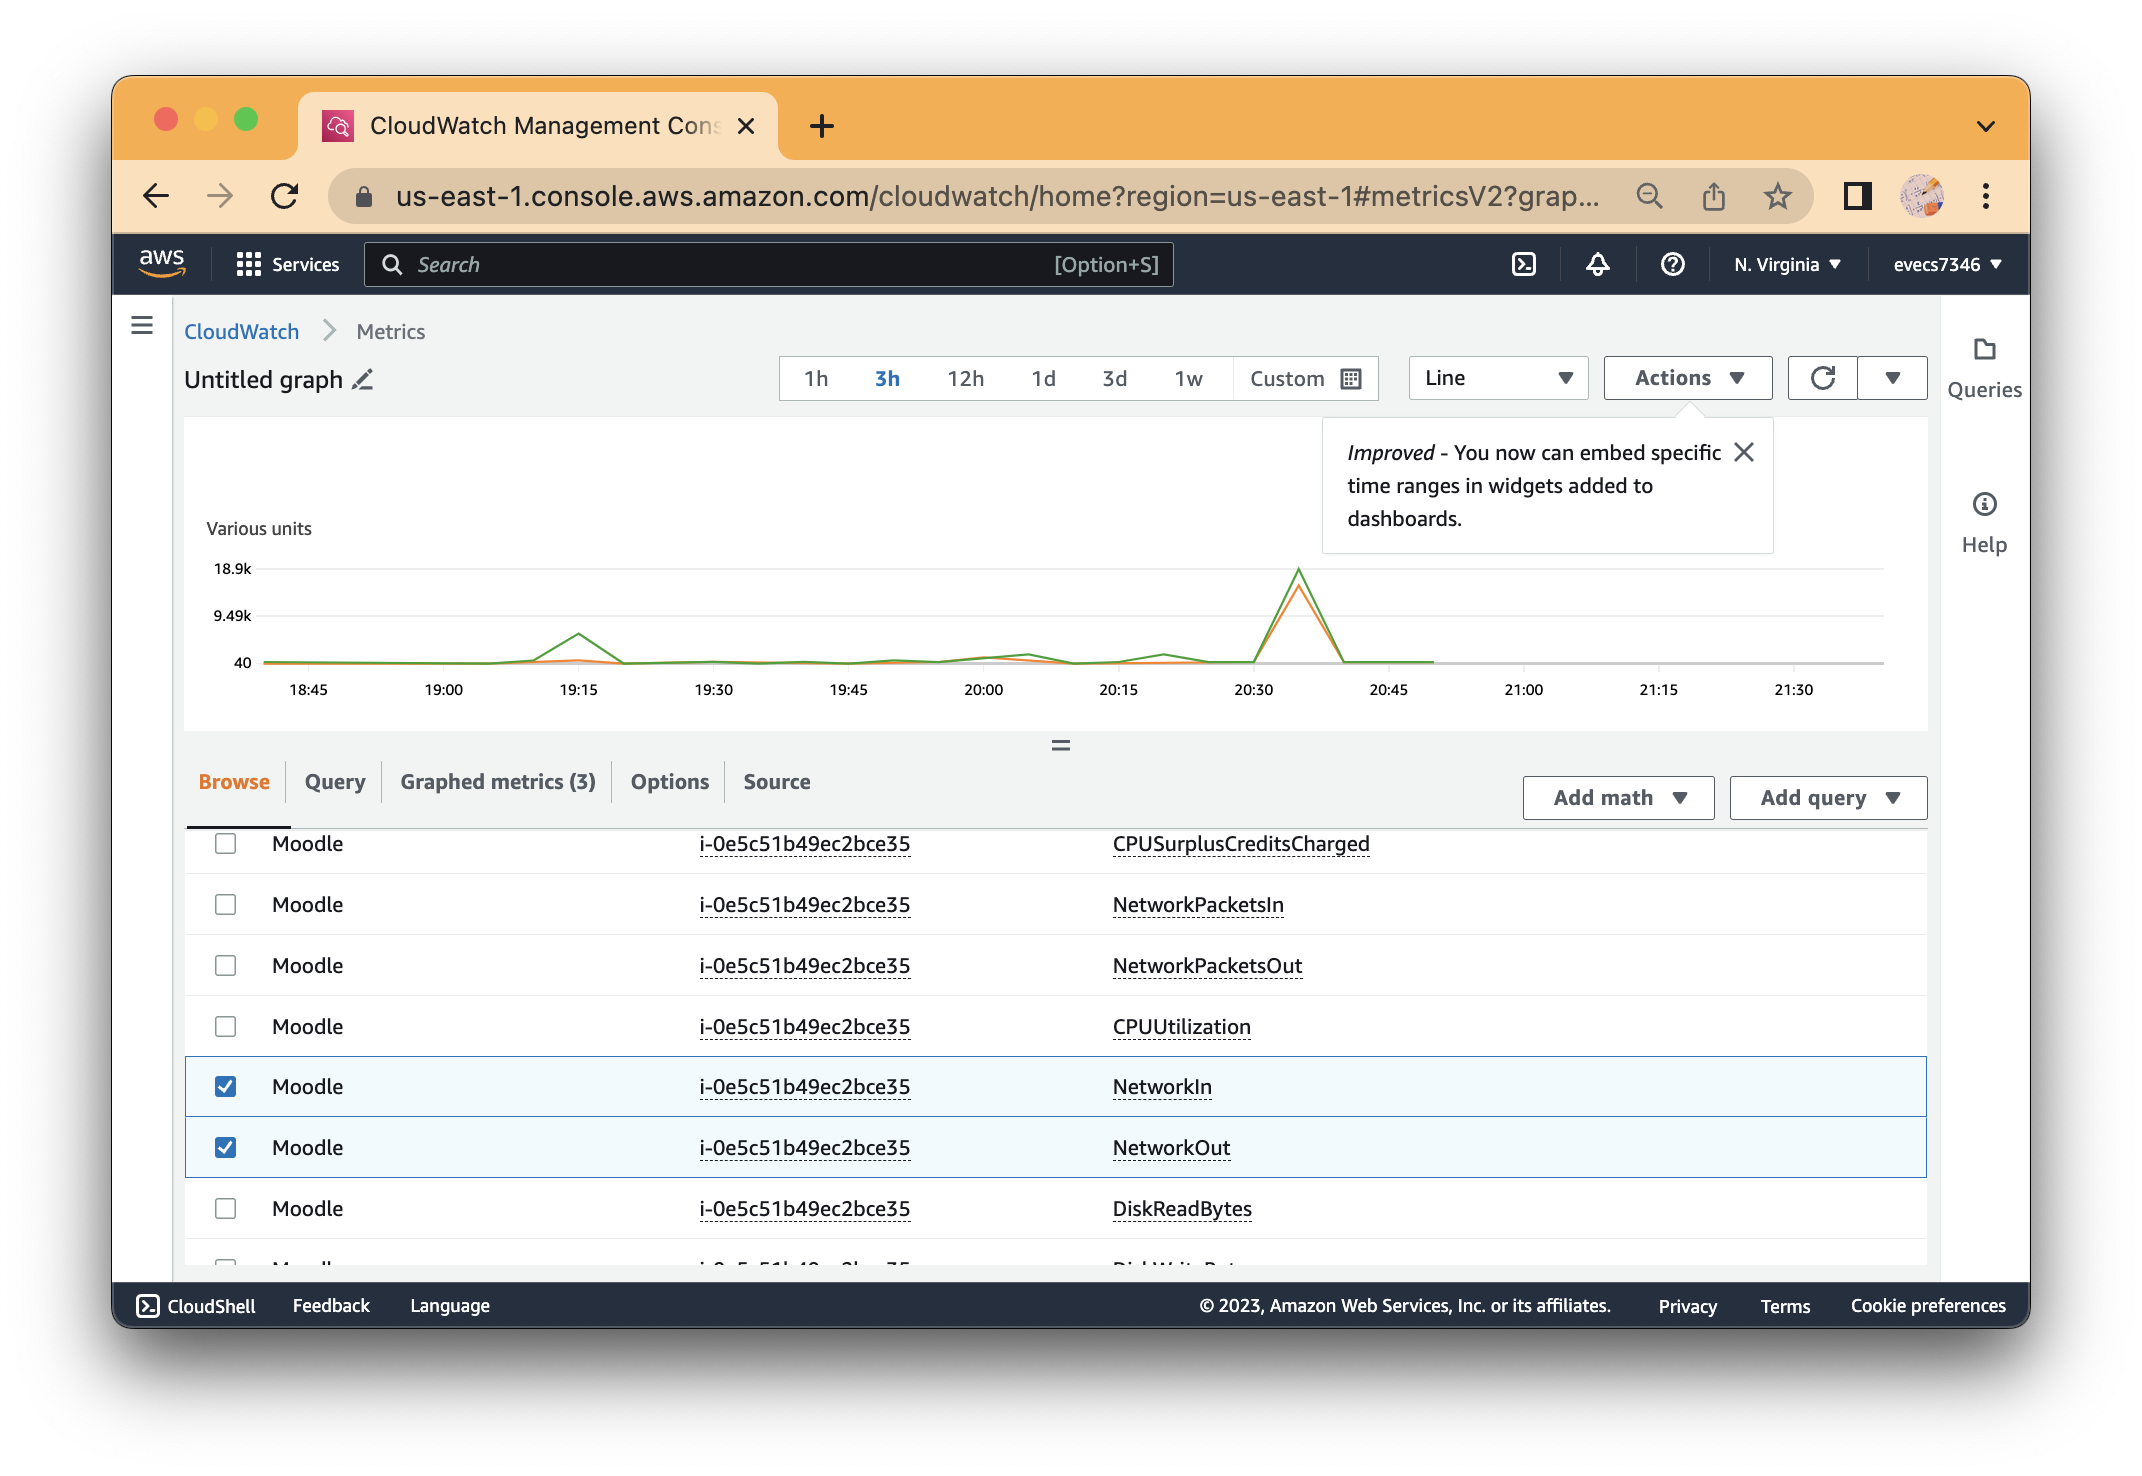 CloudWatch Management Cons
us-east-1.console.aws.amazon.com/cloudwatch/home?region=us-east-1#metricsV2?grap...
aws Services Search [Option+S] N. Virginia evecs7346
CloudWatch Metrics
Untitled graph 1h 3h 12h 1d 3d 1w Custom Line Actions
Queries
Help
Improved - You now can embed specific
time ranges in widgets added to
dashboards.
Various units
18.9k
9.49k
40
18:45 19:00 19:15 19:30 19:45 20:00 20:15 20:30 20:45 21:00 21:15 21:30
Browse Query Graphed metrics (3) Options Source Add math Add query
Moodle i-0e5c51b49ec2bce35 CPUSurplusCreditsCharged
Moodle i-0e5c51b49ec2bce35 NetworkPacketsIn
Moodle i-0e5c51b49ec2bce35 NetworkPacketsOut
Moodle i-0e5c51b49ec2bce35 CPUUtilization
Moodle i-0e5c51b49ec2bce35 NetworkIn
Moodle i-0e5c51b49ec2bce35 NetworkOut
Moodle i-0e5c51b49ec2bce35 DiskReadBytes
CloudShell Feedback Language © 2023, Amazon Web Services, Inc. or its affiliates. Privacy Terms Cookie preferences